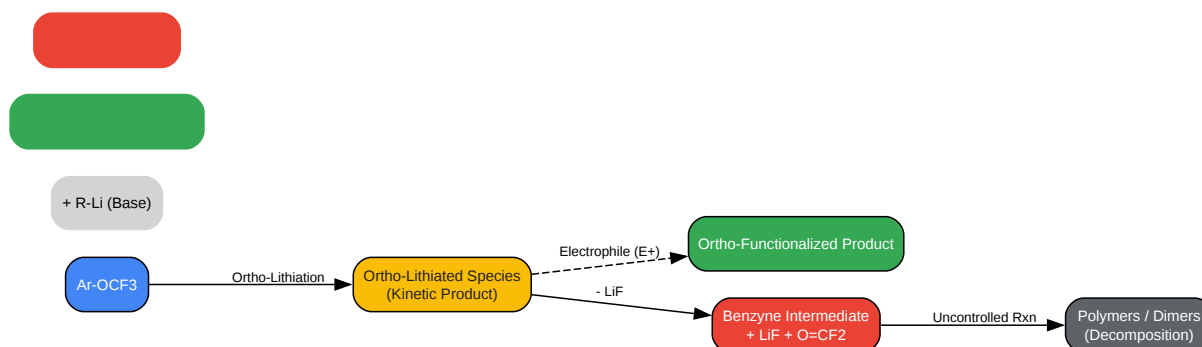 + R-Li (Base)
Ar-OCF3
Ortho-Lithiation
Ortho-Lithiated Species
(Kinetic Product)
Electrophile (E+)
Ortho-Functionalized Product
- LiF
Benzyne Intermediate
+ LiF + O=CF2
Uncontrolled Rxn
Polymers / Dimers
(Decomposition)